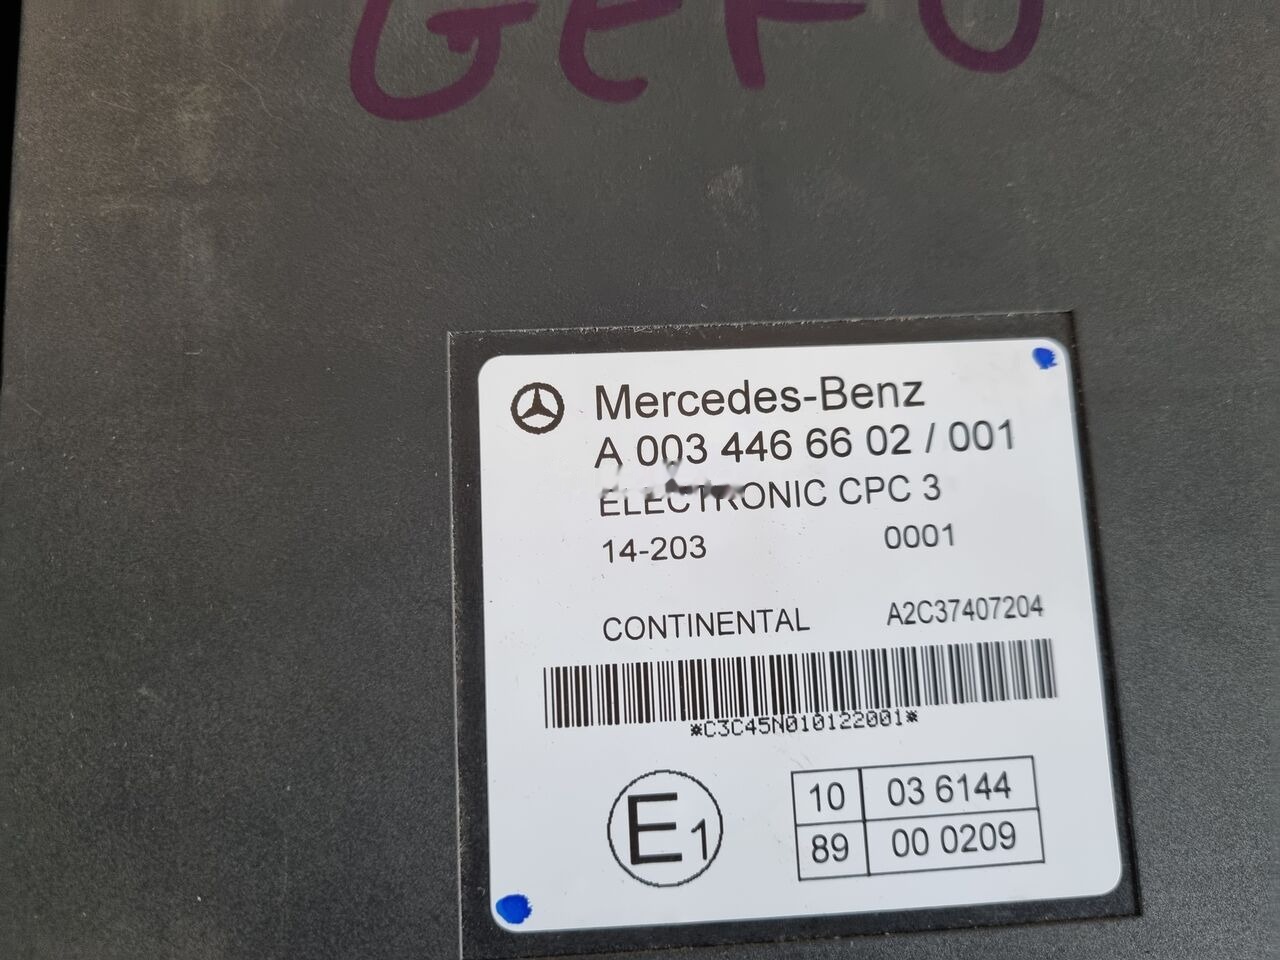 Mercedes-Benz
A 003 446 66 02 / 001
ELECTRONIC CPC 3
14-203 0001
CONTINENTAL A2C37407204
*C3C45N010122001*
E1
10 03 6144
89 00 0209